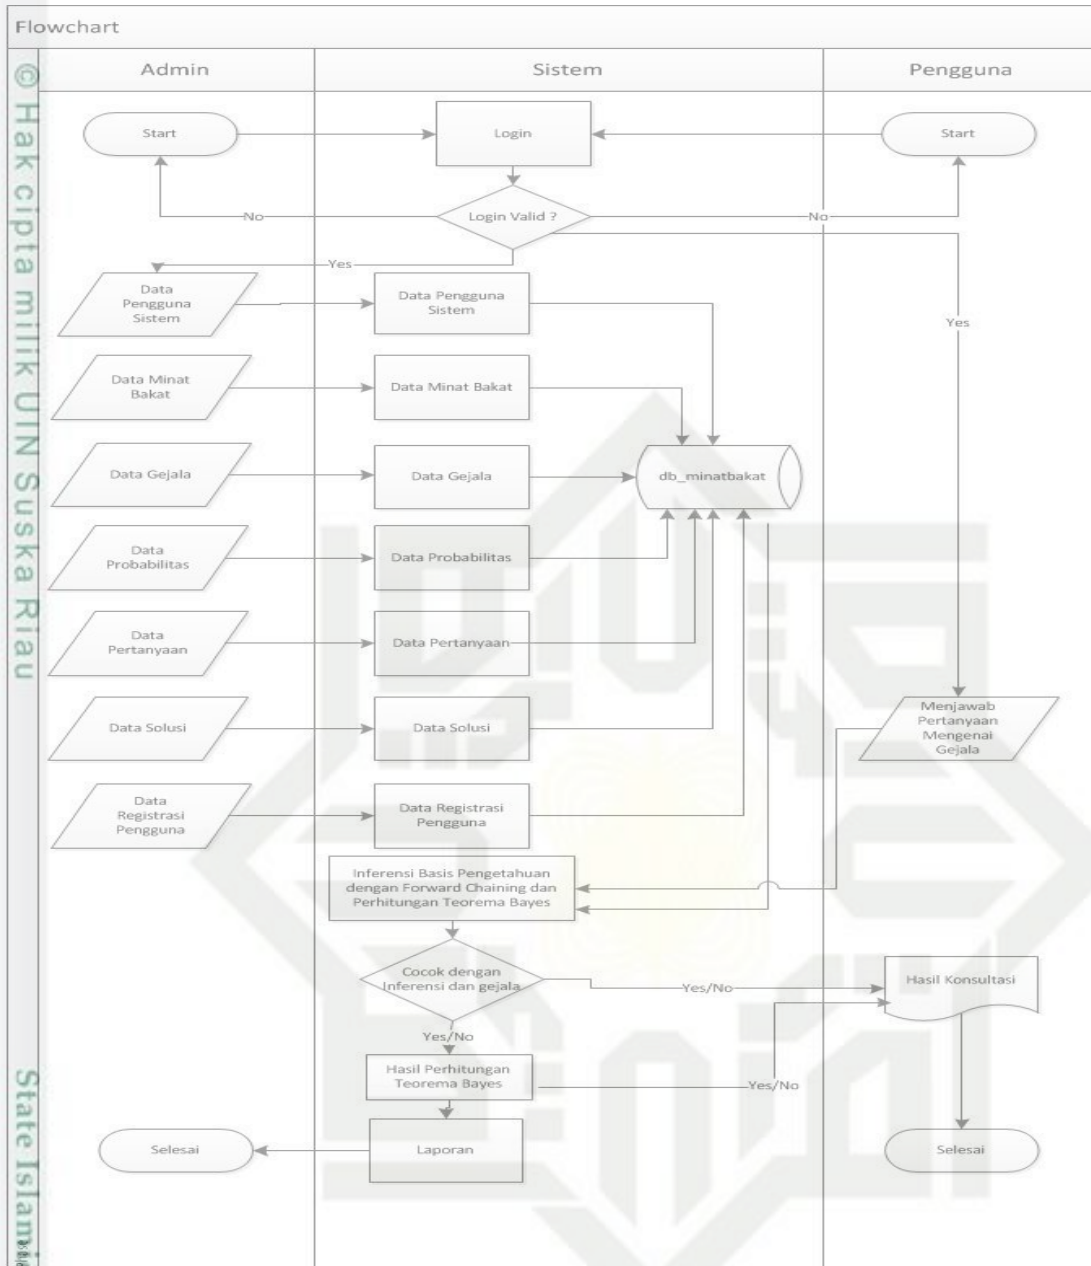 Flowchart
Admin
Sistem
Pengguna
Start
Login
Start
Login Valid ?
No
No
Yes
Yes
Data
Pengguna
Sistem
Data Pengguna
Sistem
Data Minat
Bakat
Data Minat Bakat
Data Gejala
Data Gejala
db_minatbakat
Data
Probabilitas
Data Probabilitas
Data
Pertanyaan
Data Pertanyaan
Data Solusi
Data Solusi
Menjawab
Pertanyaan
Mengenai
Gejala
Data
Registrasi
Pengguna
Data Registrasi
Pengguna
Inferensi Basis Pengetahuan
dengan Forward Chaining dan
Perhitungan Teorema Bayes
Cocok dengan
Inferensi dan gejala
Yes/No
Hasil Konsultasi
Yes/No
Hasil Perhitungan
Teorema Bayes
Yes/No
Selesai
Laporan
Selesai
© Hak cipta milik UIN Suska Riau
State Islami